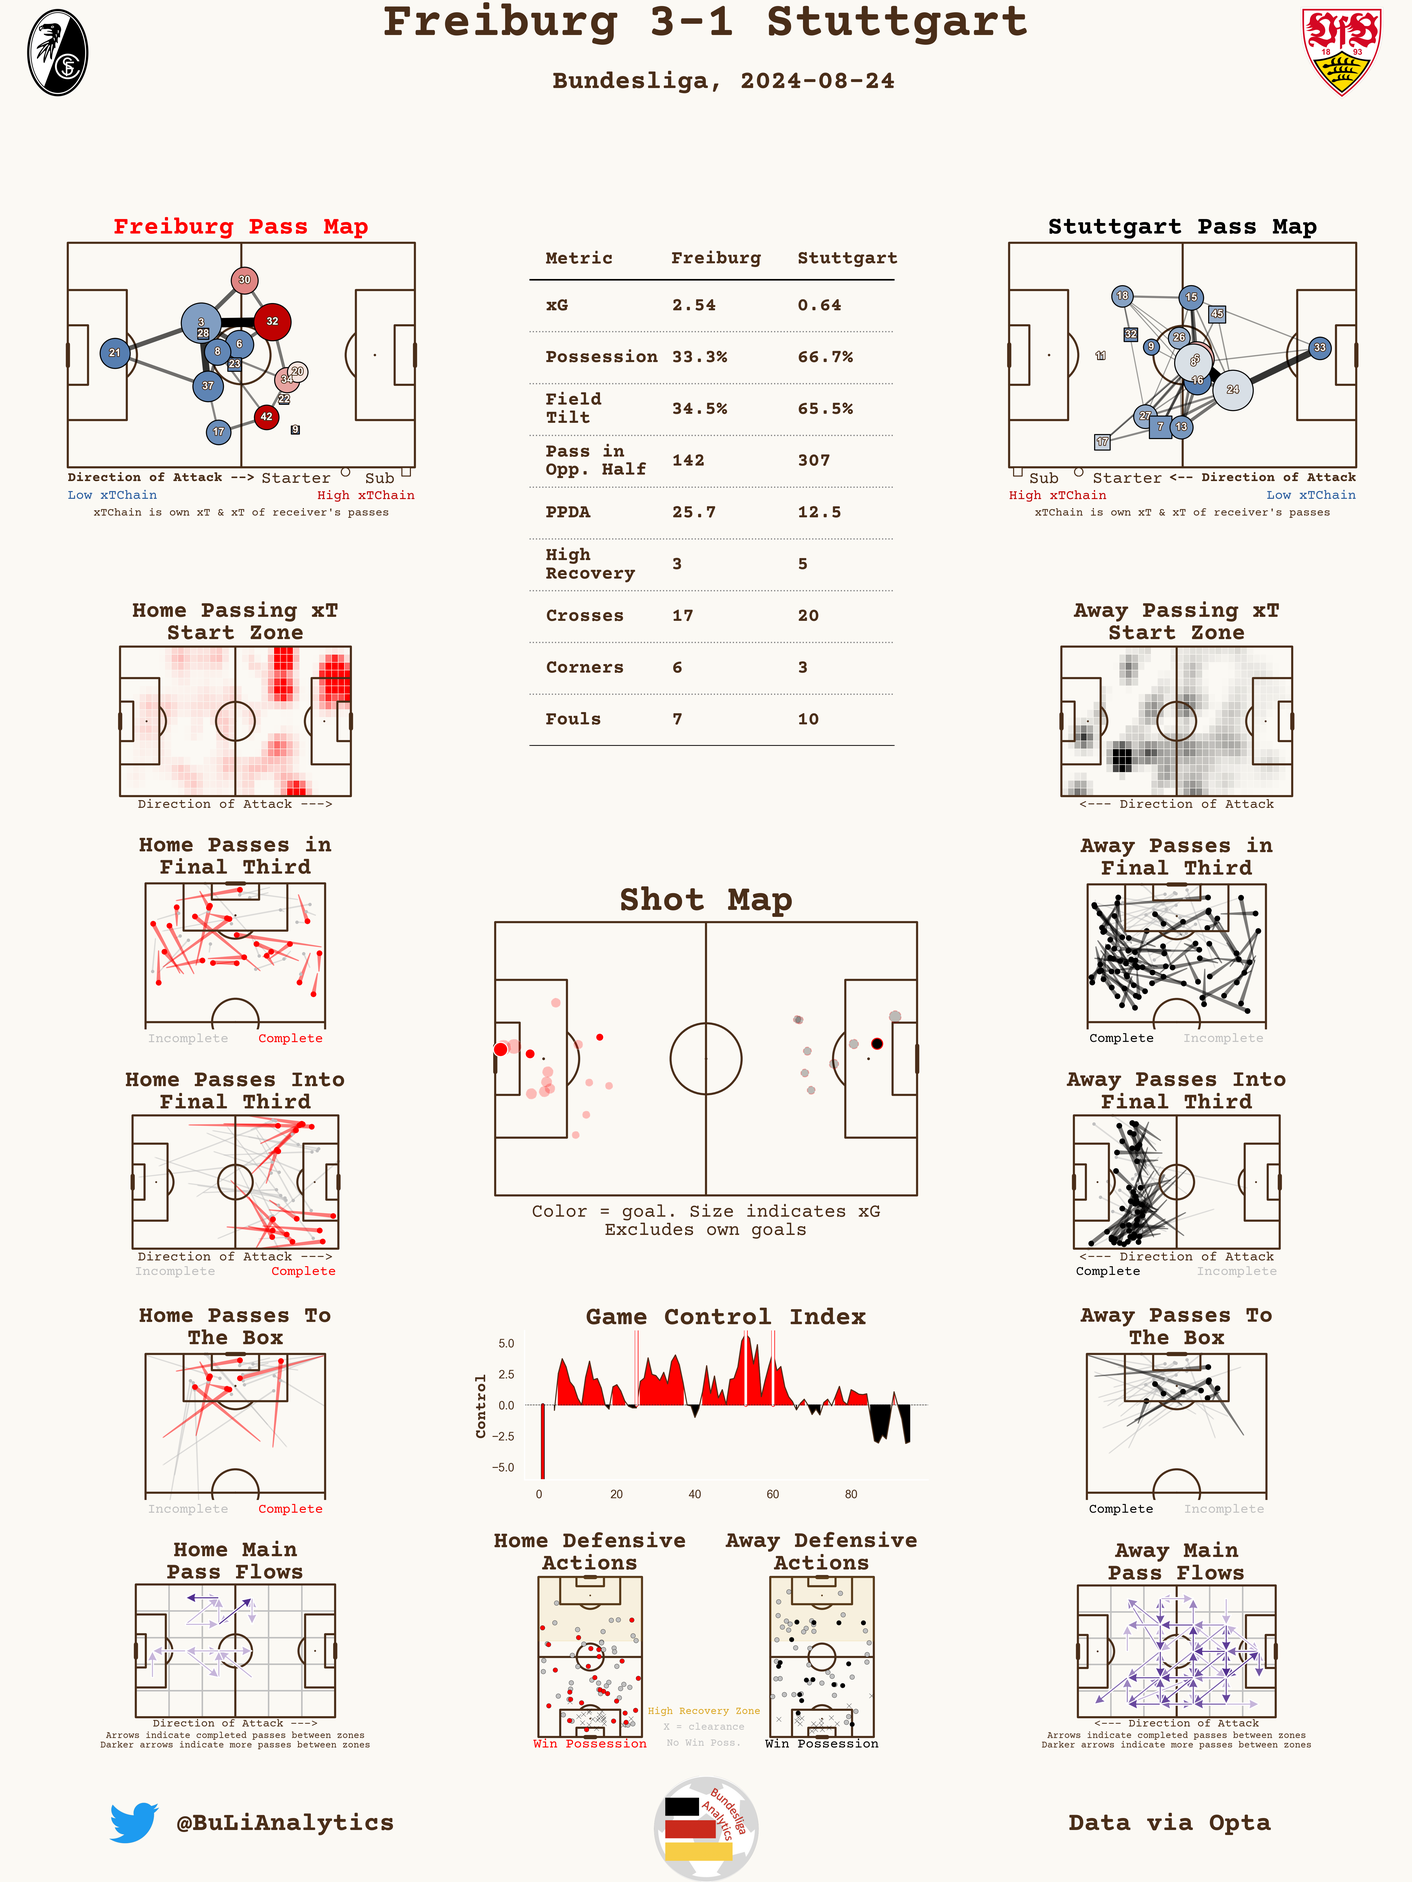 Freiburg 3-1 Stuttgart
Bundesliga, 2024-08-24
18 93
Freiburg Pass Map
30
3
32
28
6
8
21
23
20
34
37
22
42
17
9
Direction of Attack --> Starter Sub
Low xTChain High xTChain
xTChain is own xT & xT of receiver's passes
Metric Freiburg Stuttgart
xG 2.54 0.64
Possession 33.3% 66.7%
Field
Tilt 34.5% 65.5%
Pass in
Opp. Half 142 307
PPDA 25.7 12.5
High
Recovery 3 5
Crosses 17 20
Corners 6 3
Fouls 7 10
Stuttgart Pass Map
18
15
45
32
26
9
33
11
8
16
24
27
7
13
17
Sub Starter <-- Direction of Attack
High xTChain Low xTChain
xTChain is own xT & xT of receiver's passes
Home Passing xT
Start Zone
Direction of Attack --->
Away Passing xT
Start Zone
<--- Direction of Attack
Home Passes in
Final Third
Incomplete Complete
Away Passes in
Final Third
Complete Incomplete
Shot Map
Color = goal. Size indicates xG
Excludes own goals
Home Passes Into
Final Third
Direction of Attack --->
Incomplete Complete
Away Passes Into
Final Third
<--- Direction of Attack
Complete Incomplete
Home Passes To
The Box
Incomplete Complete
Game Control Index
Control
5.0
2.5
0.0
−2.5
−5.0
0 20 40 60 80
Away Passes To
The Box
Complete Incomplete
Home Main
Pass Flows
Direction of Attack --->
Arrows indicate completed passes between zones
Darker arrows indicate more passes between zones
Home Defensive
Actions
Win Possession
High Recovery Zone
X = clearance
No Win Poss.
Away Defensive
Actions
Win Possession
Away Main
Pass Flows
<--- Direction of Attack
Arrows indicate completed passes between zones
Darker arrows indicate more passes between zones
@BuLiAnalytics
Bundesliga
Analytics
Data via Opta